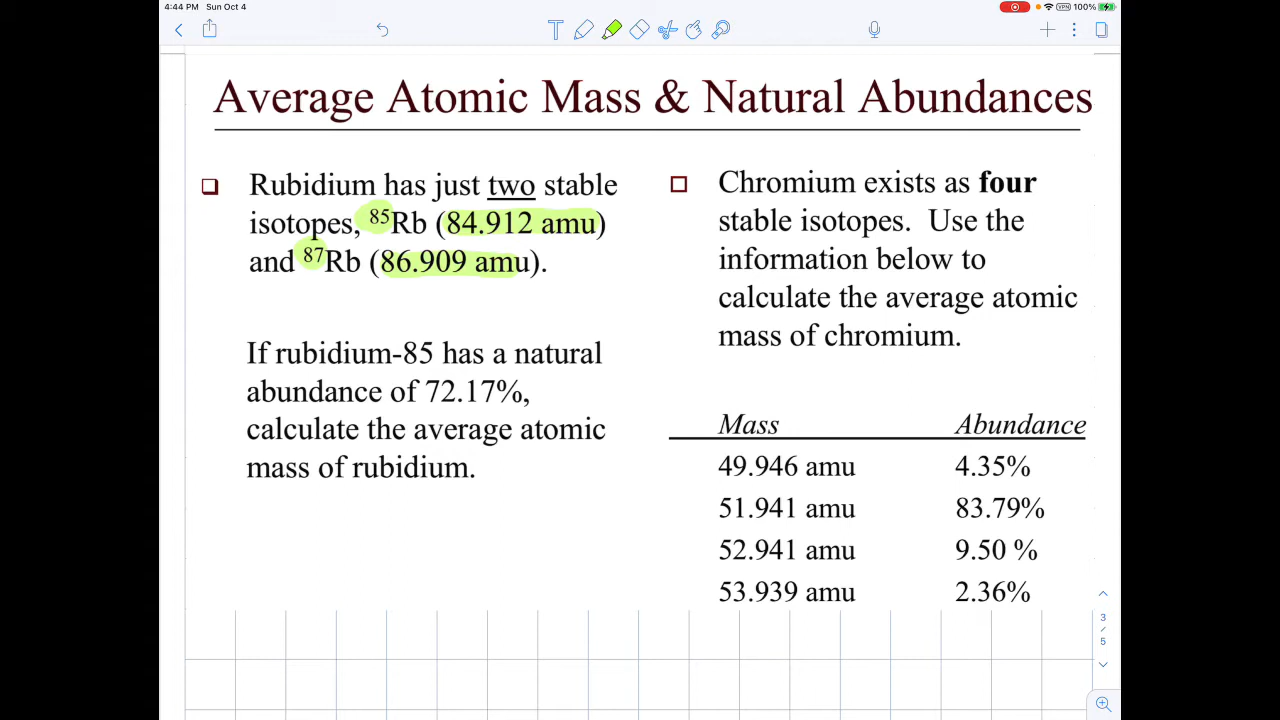 4:44 PM Sun Oct 4
VPN 100%
T
Average Atomic Mass & Natural Abundances
Rubidium has just two stable
isotopes, ⁸⁵Rb (84.912 amu)
and ⁸⁷Rb (86.909 amu).
If rubidium-85 has a natural
abundance of 72.17%,
calculate the average atomic
mass of rubidium.
Chromium exists as four
stable isotopes. Use the
information below to
calculate the average atomic
mass of chromium.
Mass Abundance
49.946 amu 4.35%
51.941 amu 83.79%
52.941 amu 9.50 %
53.939 amu 2.36%
3
/
5